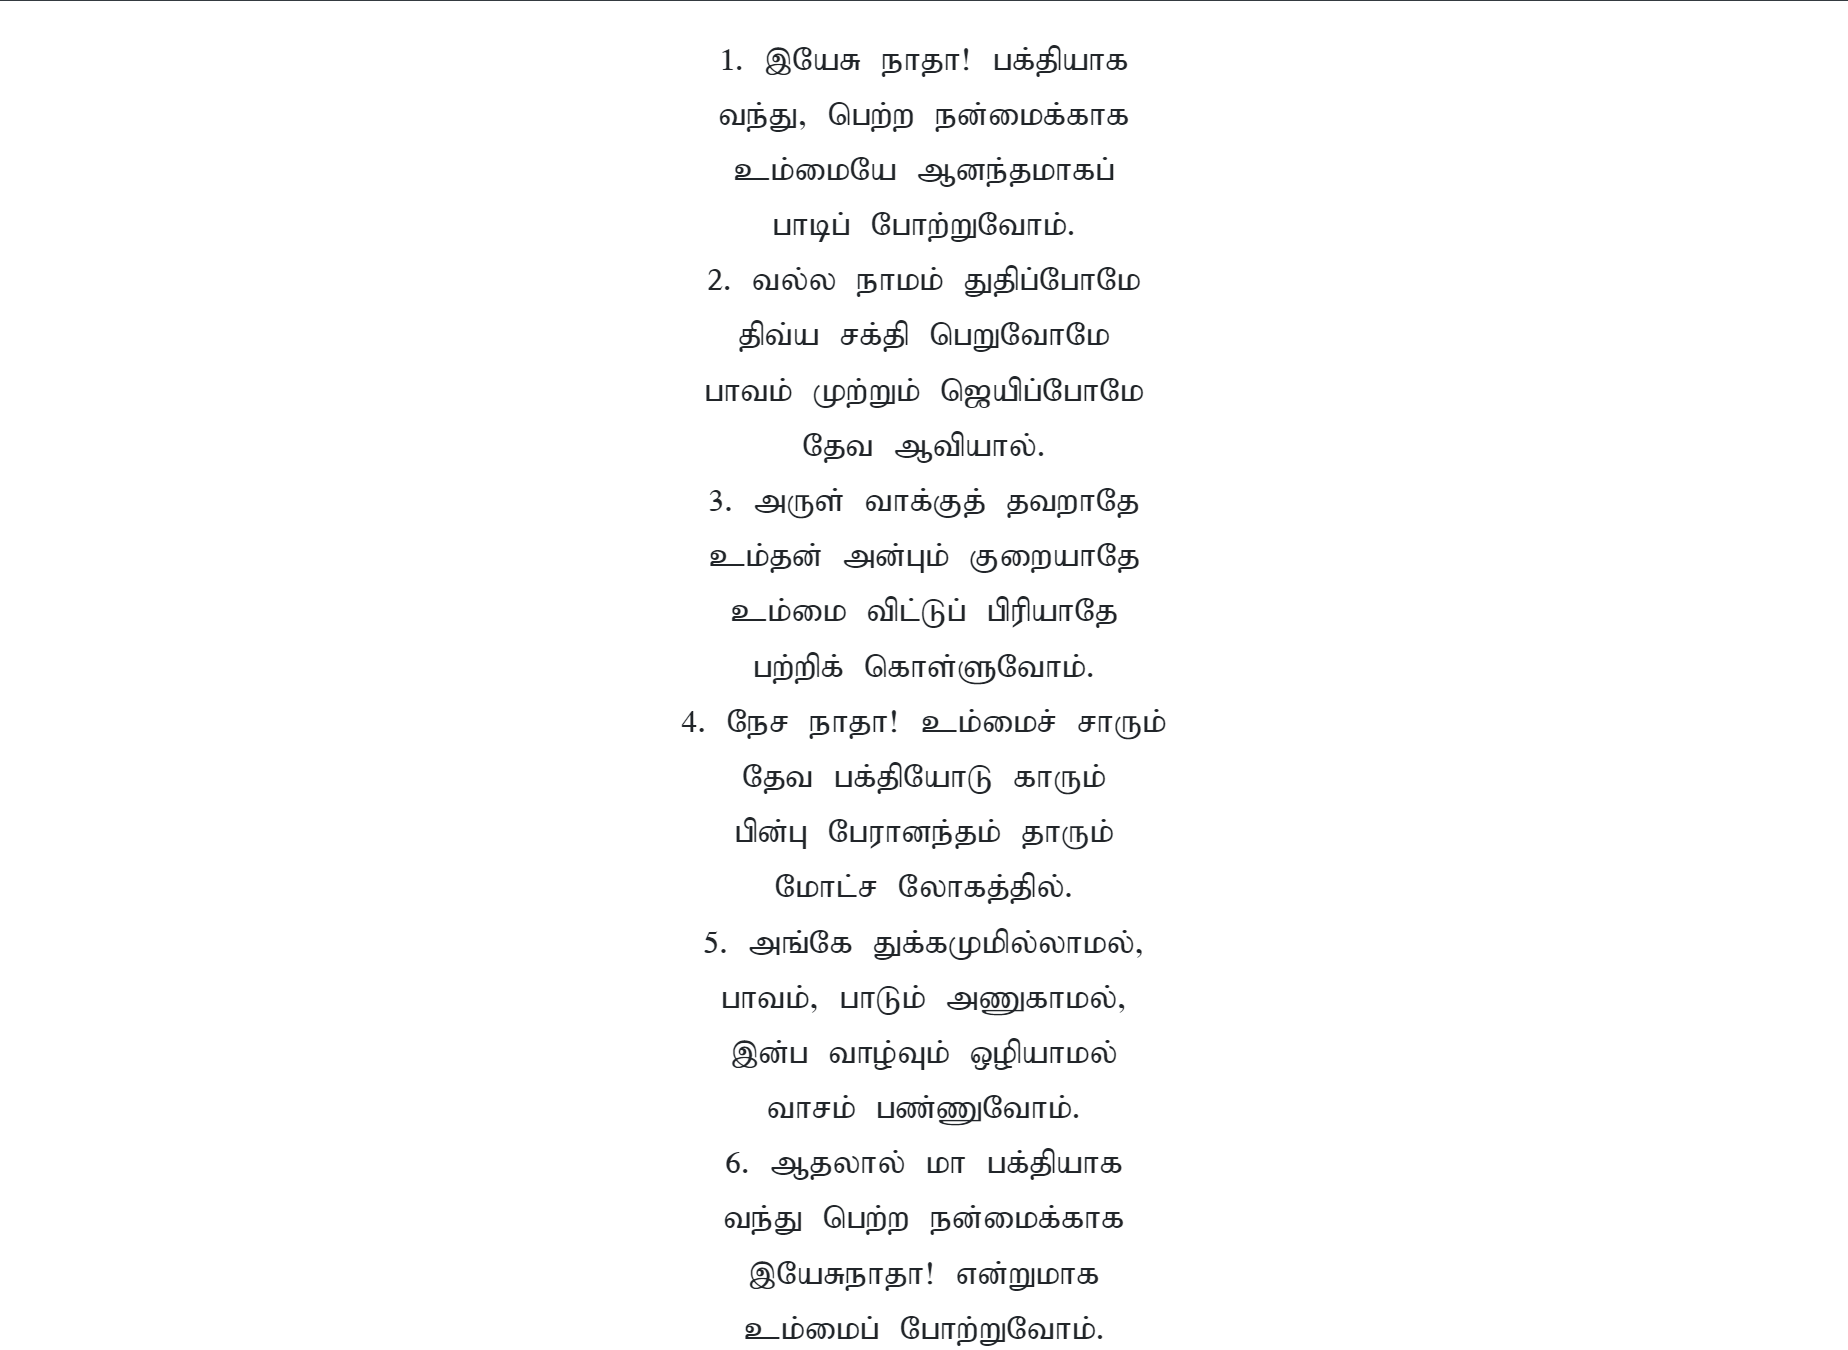 1. இயேசு நாதா! பக்தியாக
வந்து, பெற்ற நன்மைக்காக
உம்மையே ஆனந்தமாகப்
பாடிப் போற்றுவோம்.
2. வல்ல நாமம் துதிப்போமே
திவ்ய சக்தி பெறுவோமே
பாவம் முற்றும் ஜெயிப்போமே
தேவ ஆவியால்.
3. அருள் வாக்குத் தவறாதே
உம்தன் அன்பும் குறையாதே
உம்மை விட்டுப் பிரியாதே
பற்றிக் கொள்ளுவோம்.
4. நேச நாதா! உம்மைச் சாரும்
தேவ பக்தியோடு காரும்
பின்பு பேரானந்தம் தாரும்
மோட்ச லோகத்தில்.
5. அங்கே துக்கமுமில்லாமல்,
பாவம், பாடும் அணுகாமல்,
இன்ப வாழ்வும் ஒழியாமல்
வாசம் பண்ணுவோம்.
6. ஆதலால் மா பக்தியாக
வந்து பெற்ற நன்மைக்காக
இயேசுநாதா! என்றுமாக
உம்மைப் போற்றுவோம்.